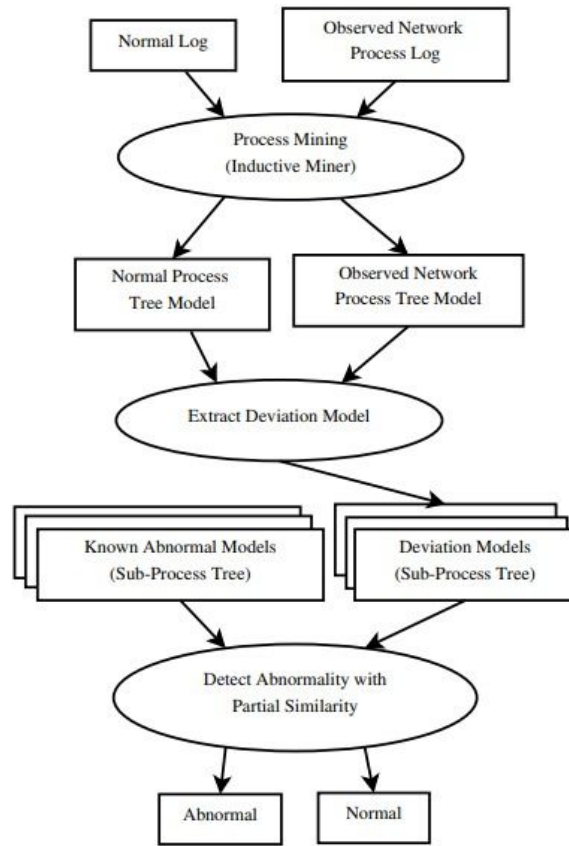 Normal Log
Observed Network
Process Log
Process Mining
(Inductive Miner)
Normal Process
Tree Model
Observed Network
Process Tree Model
Extract Deviation Model
Known Abnormal Models
(Sub-Process Tree)
Deviation Models
(Sub-Process Tree)
Detect Abnormality with
Partial Similarity
Abnormal
Normal